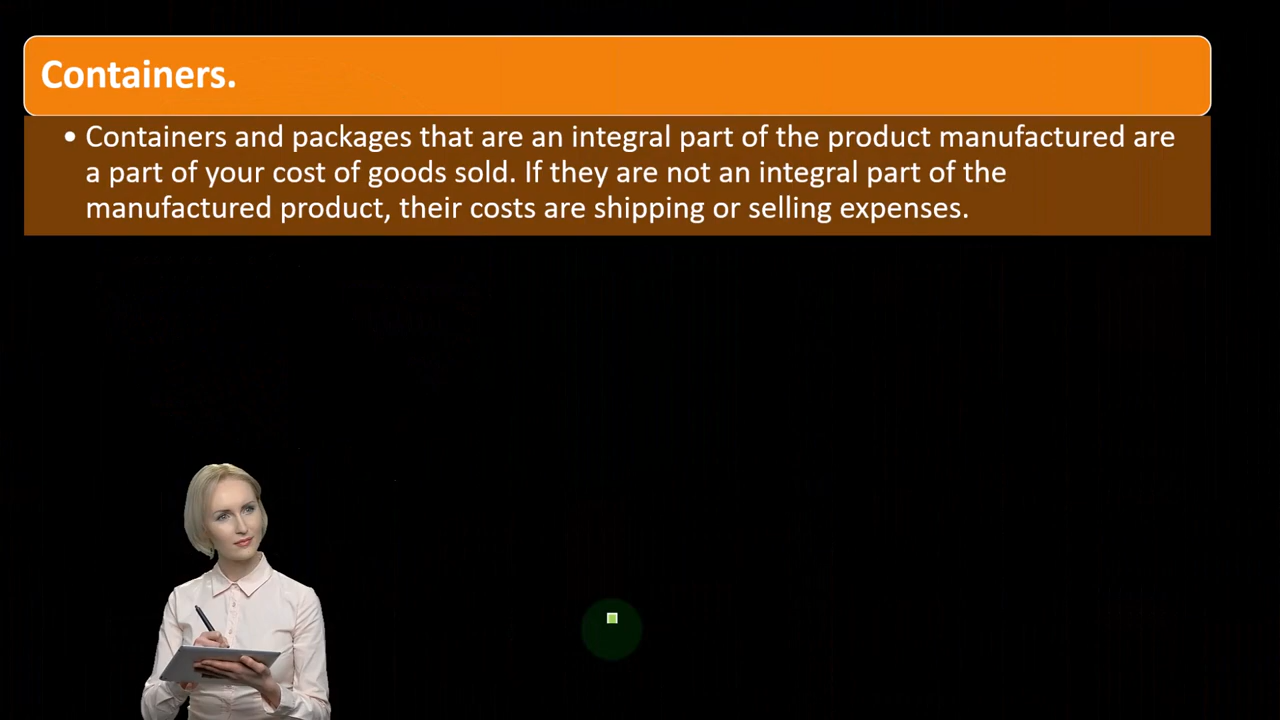 Containers.
• Containers and packages that are an integral part of the product manufactured are
a part of your cost of goods sold. If they are not an integral part of the
manufactured product, their costs are shipping or selling expenses.